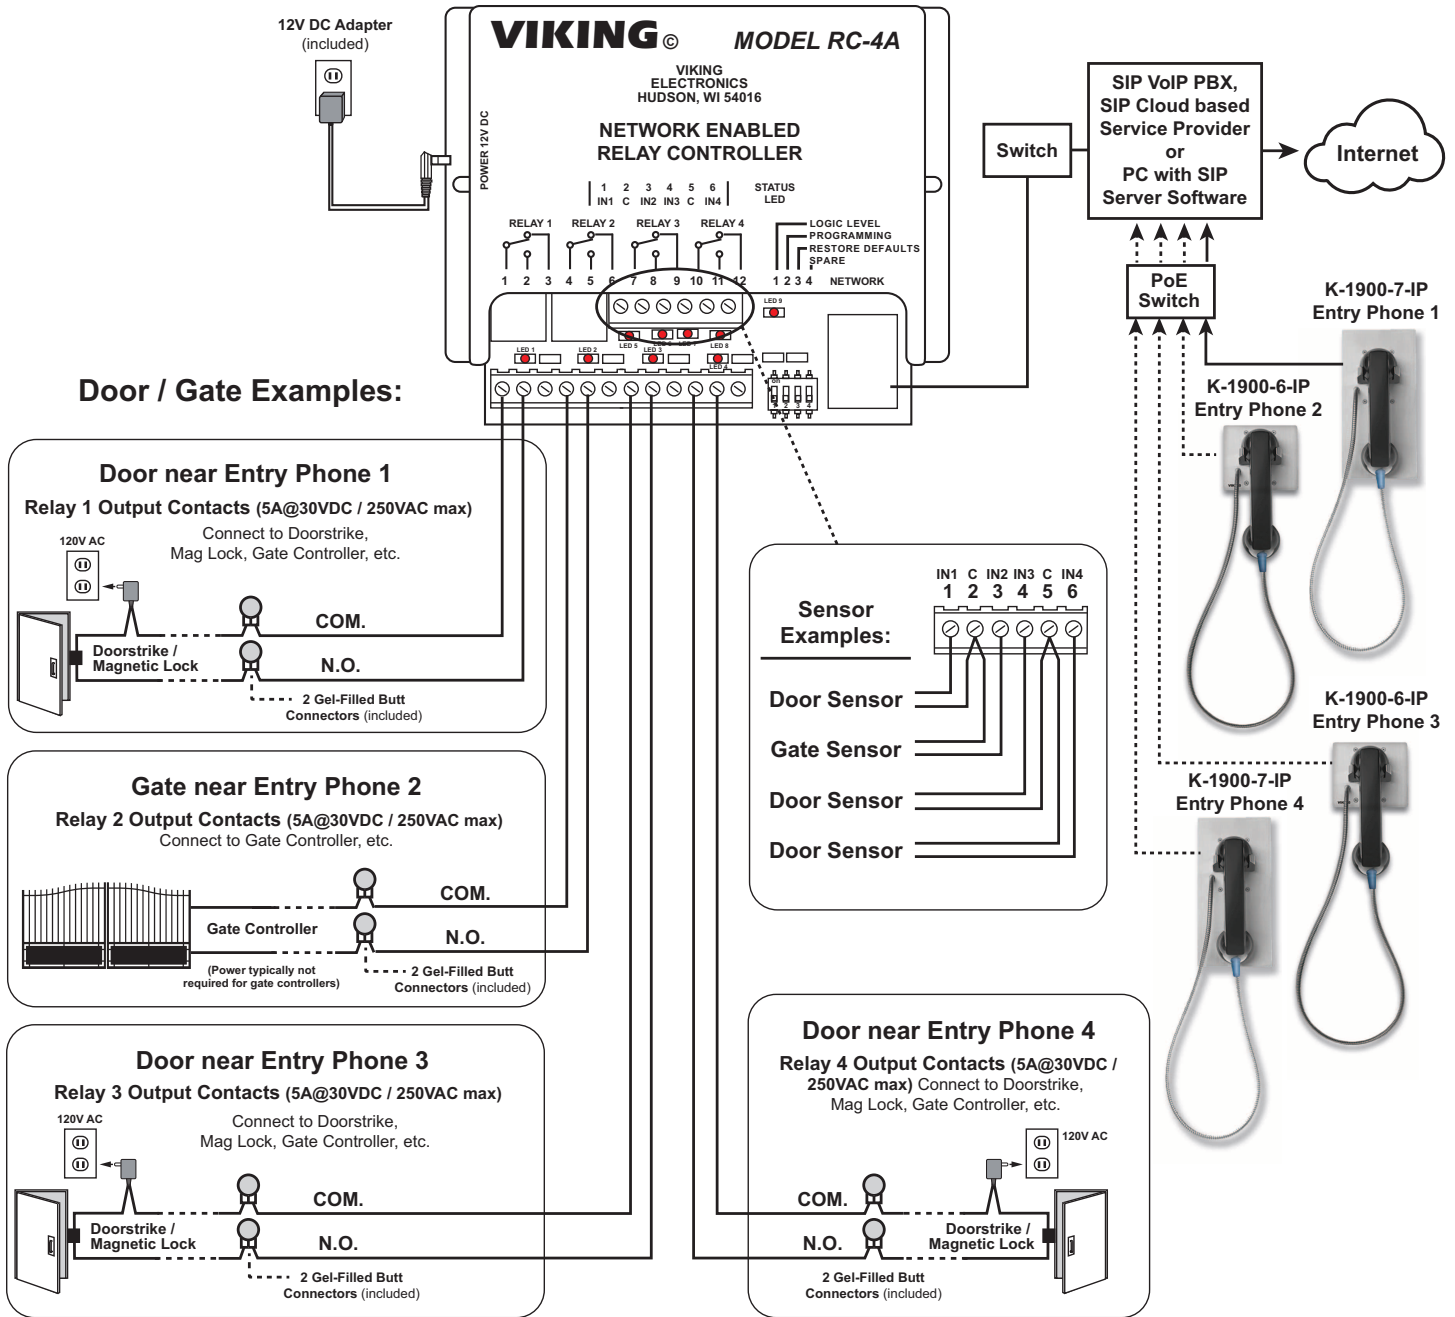 12V DC Adapter
(included)
VIKING©
MODEL RC-4A
VIKING
ELECTRONICS
HUDSON, WI 54016
NETWORK ENABLED
RELAY CONTROLLER
POWER 12V DC
1 2 3 4 5 6
IN1 C IN2 IN3 C IN4
STATUS
LED
RELAY 1 RELAY 2 RELAY 3 RELAY 4
LOGIC LEVEL
PROGRAMMING
RESTORE DEFAULTS
SPARE
1 2 3 4 5 6 7 8 9 10 11 12
1 2 3 4
NETWORK
LED 9
LED 5
LED 8
LED 1
LED 2
LED 3
LED 4
on
1 2 3 4
Switch
SIP VoIP PBX,
SIP Cloud based
Service Provider
or
PC with SIP
Server Software
Internet
PoE
Switch
K-1900-7-IP
Entry Phone 1
K-1900-6-IP
Entry Phone 2
K-1900-6-IP
Entry Phone 3
K-1900-7-IP
Entry Phone 4
Door / Gate Examples:
Door near Entry Phone 1
Relay 1 Output Contacts (5A@30VDC / 250VAC max)
Connect to Doorstrike,
Mag Lock, Gate Controller, etc.
120V AC
COM.
Doorstrike /
Magnetic Lock
N.O.
2 Gel-Filled Butt
Connectors (included)
Gate near Entry Phone 2
Relay 2 Output Contacts (5A@30VDC / 250VAC max)
Connect to Gate Controller, etc.
COM.
Gate Controller
N.O.
(Power typically not
required for gate controllers)
2 Gel-Filled Butt
Connectors (included)
Door near Entry Phone 3
Relay 3 Output Contacts (5A@30VDC / 250VAC max)
Connect to Doorstrike,
Mag Lock, Gate Controller, etc.
120V AC
COM.
Doorstrike /
Magnetic Lock
N.O.
2 Gel-Filled Butt
Connectors (included)
Sensor
Examples:
IN1 C IN2 IN3 C IN4
1 2 3 4 5 6
Door Sensor
Gate Sensor
Door Sensor
Door Sensor
Door near Entry Phone 4
Relay 4 Output Contacts (5A@30VDC /
250VAC max) Connect to Doorstrike,
Mag Lock, Gate Controller, etc.
120V AC
COM.
Doorstrike /
Magnetic Lock
N.O.
2 Gel-Filled Butt
Connectors (included)